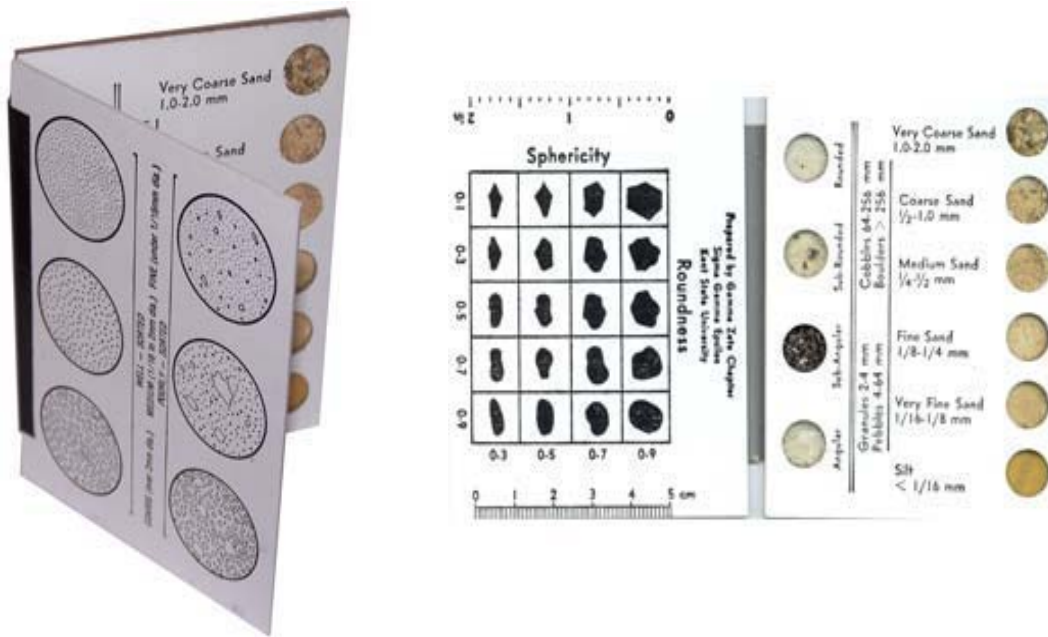 Very Coarse Sand
1.0-2.0 mm
Sand
WELL - SORTED
POORLY - SORTED
2
1
0
Sphericity
0.1
0.3
0.5
0.7
0.9
0.3
0.5
0.7
0.9
Roundness
Prepared by Gamma Zeta Chapter
Sigma Gamma Epsilon
Kent State University
0
1
2
3
4
5 cm
Rounded
Sub-Rounded
Sub-Angular
Angular
Cobbles 64-256 mm
Boulders > 256 mm
Granules 2-4 mm
Pebbles 4-64 mm
Very Coarse Sand
1.0-2.0 mm
Coarse Sand
½-1.0 mm
Medium Sand
¼-½ mm
Fine Sand
1/8-1/4 mm
Very Fine Sand
1/16-1/8 mm
Silt
< 1/16 mm